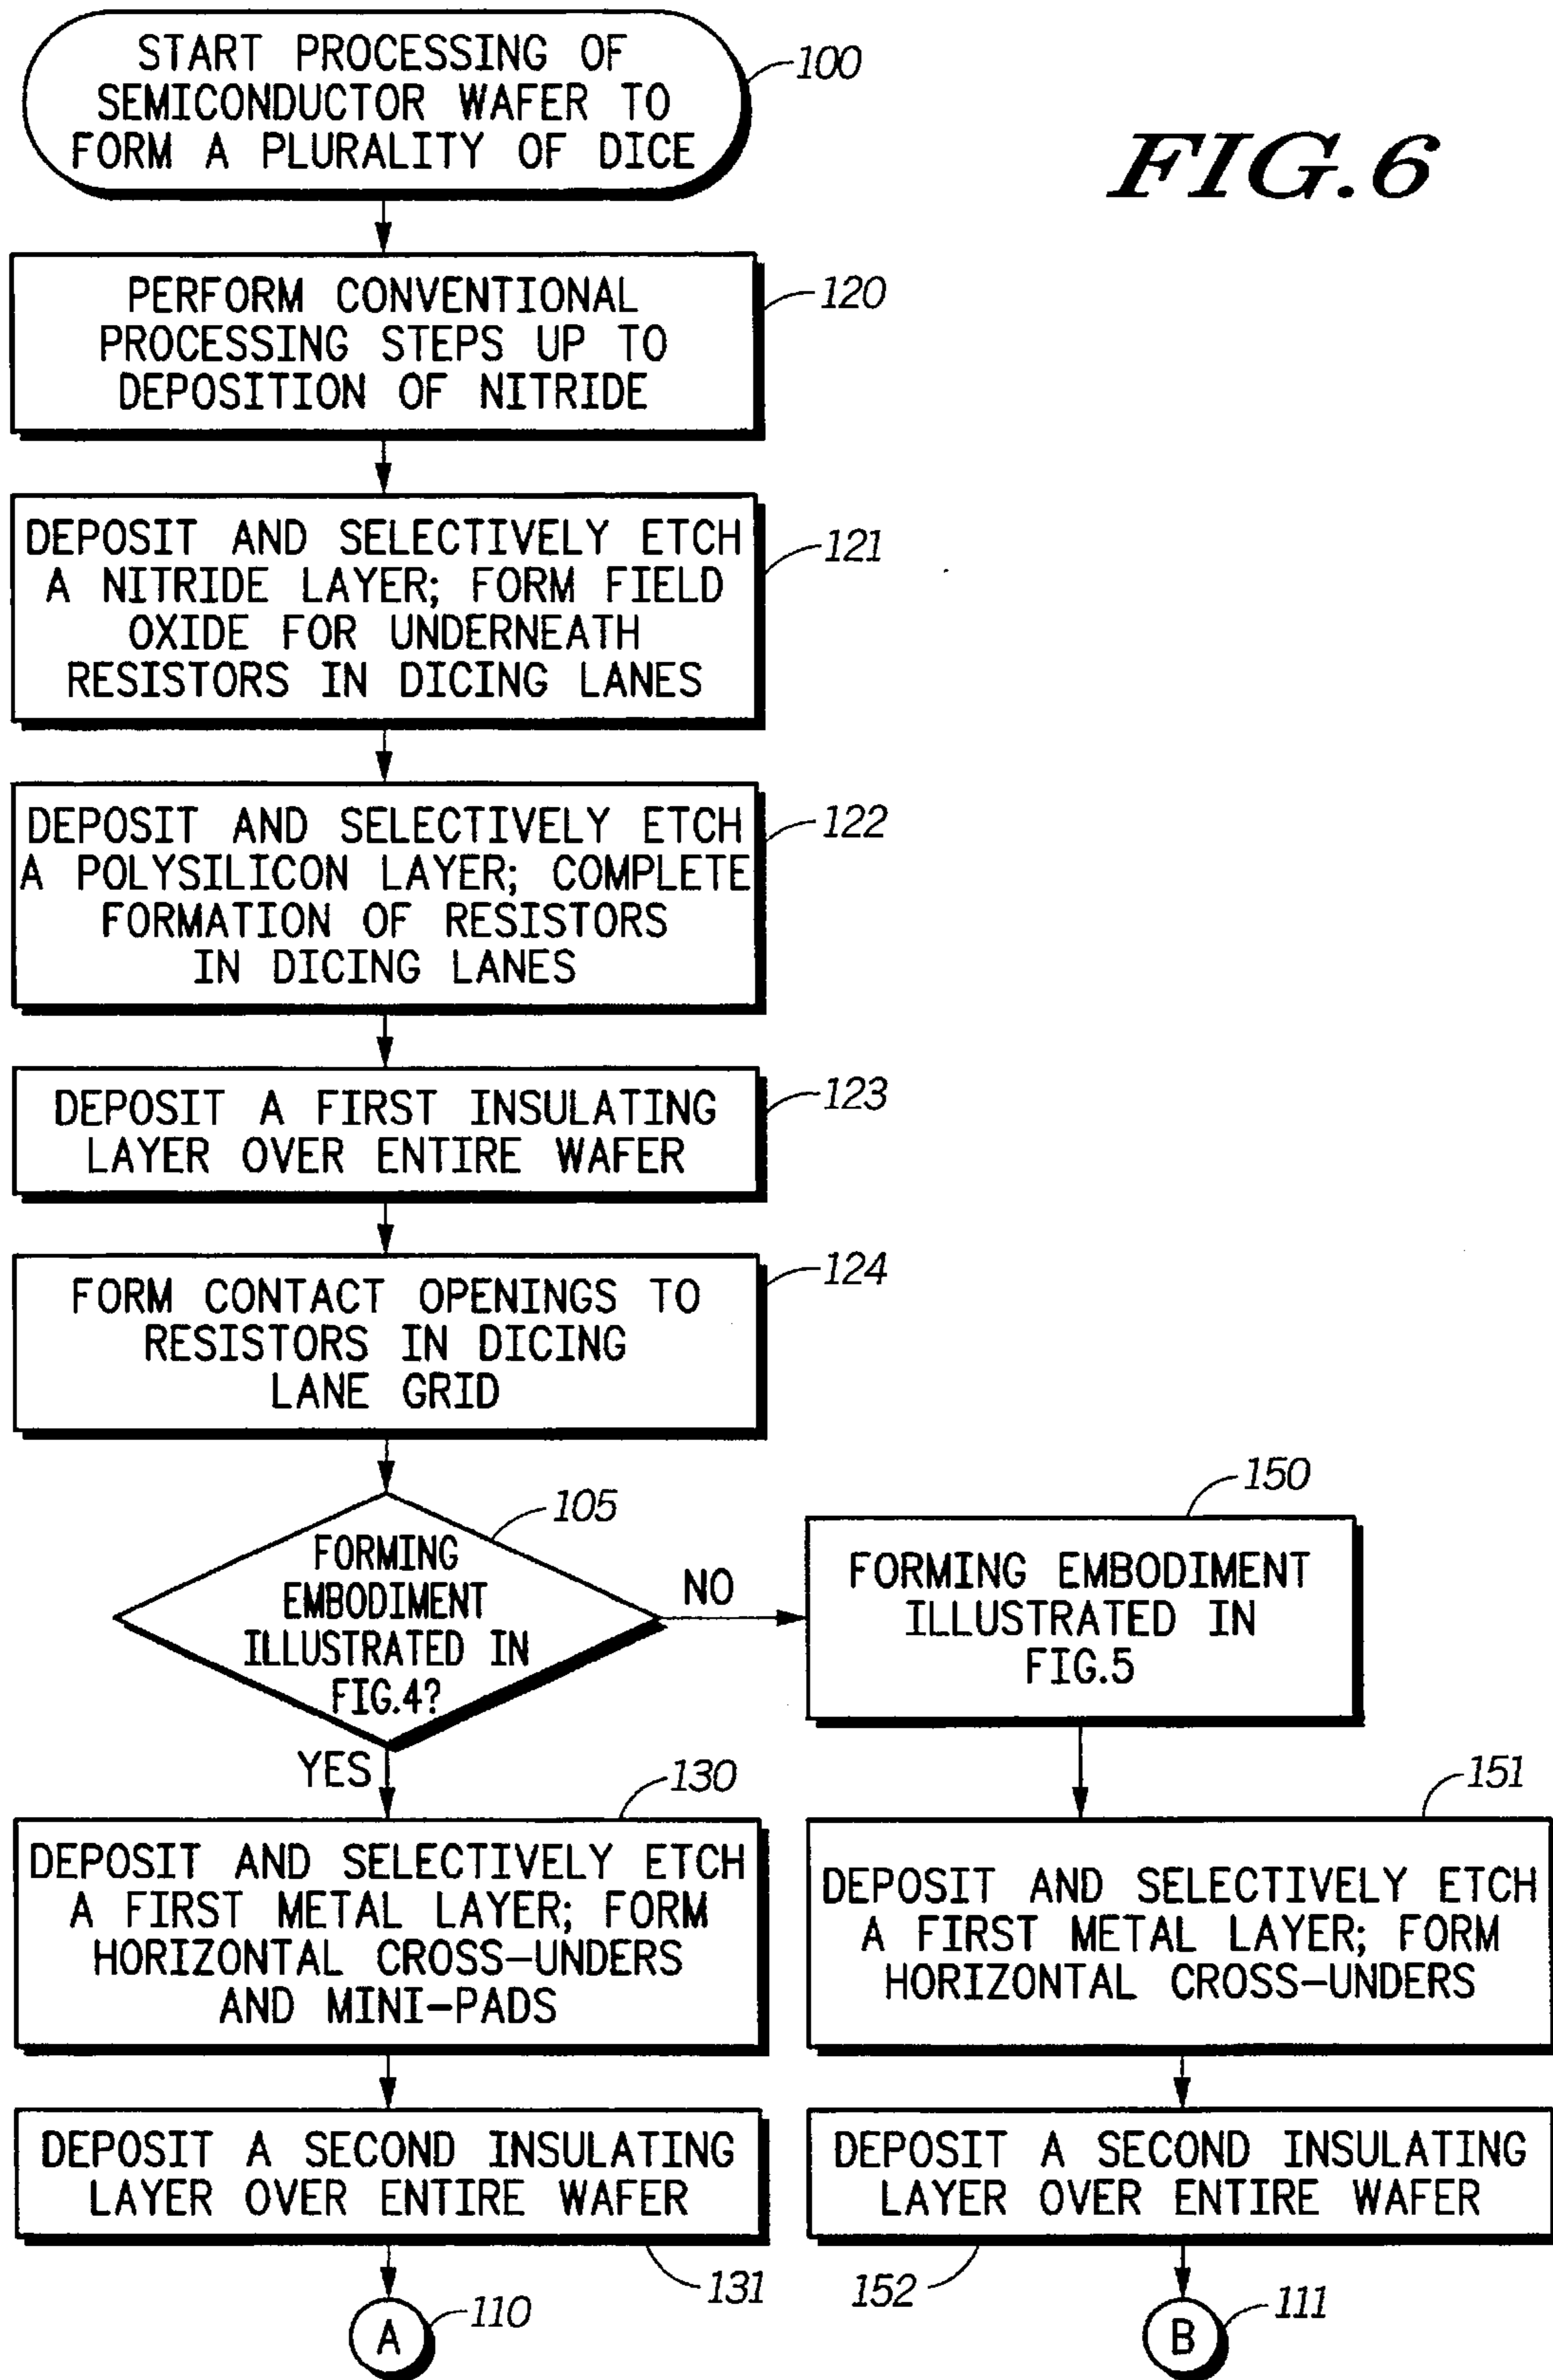 START PROCESSING OF
SEMICONDUCTOR WAFER TO
FORM A PLURALITY OF DICE
100
FIG.6
PERFORM CONVENTIONAL
PROCESSING STEPS UP TO
DEPOSITION OF NITRIDE
120
DEPOSIT AND SELECTIVELY ETCH
A NITRIDE LAYER; FORM FIELD
OXIDE FOR UNDERNEATH
RESISTORS IN DICING LANES
121
DEPOSIT AND SELECTIVELY ETCH
A POLYSILICON LAYER; COMPLETE
FORMATION OF RESISTORS
IN DICING LANES
122
DEPOSIT A FIRST INSULATING
LAYER OVER ENTIRE WAFER
123
FORM CONTACT OPENINGS TO
RESISTORS IN DICING
LANE GRID
124
FORMING
EMBODIMENT
ILLUSTRATED IN
FIG.4?
105
NO
YES
FORMING EMBODIMENT
ILLUSTRATED IN
FIG.5
150
DEPOSIT AND SELECTIVELY ETCH
A FIRST METAL LAYER; FORM
HORIZONTAL CROSS-UNDERS
AND MINI-PADS
130
DEPOSIT AND SELECTIVELY ETCH
A FIRST METAL LAYER; FORM
HORIZONTAL CROSS-UNDERS
151
DEPOSIT A SECOND INSULATING
LAYER OVER ENTIRE WAFER
131
DEPOSIT A SECOND INSULATING
LAYER OVER ENTIRE WAFER
152
A
110
B
111